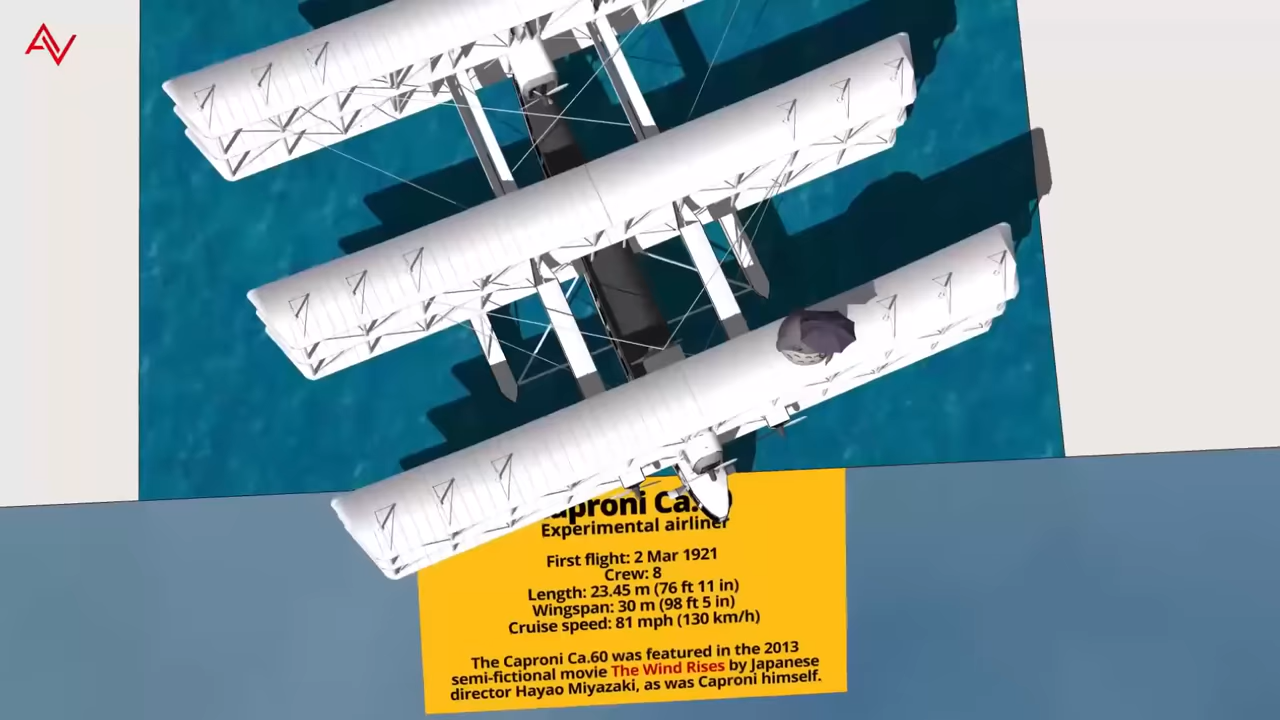 AV
Experimental airliner
First flight: 2 Mar 1921
Crew: 8
Length: 23.45 m (76 ft 11 in)
Wingspan: 30 m (98 ft 5 in)
Cruise speed: 81 mph (130 km/h)
The Caproni Ca.60 was featured in the 2013
semi-fictional movie The Wind Rises by Japanese
director Hayao Miyazaki, as was Caproni himself.